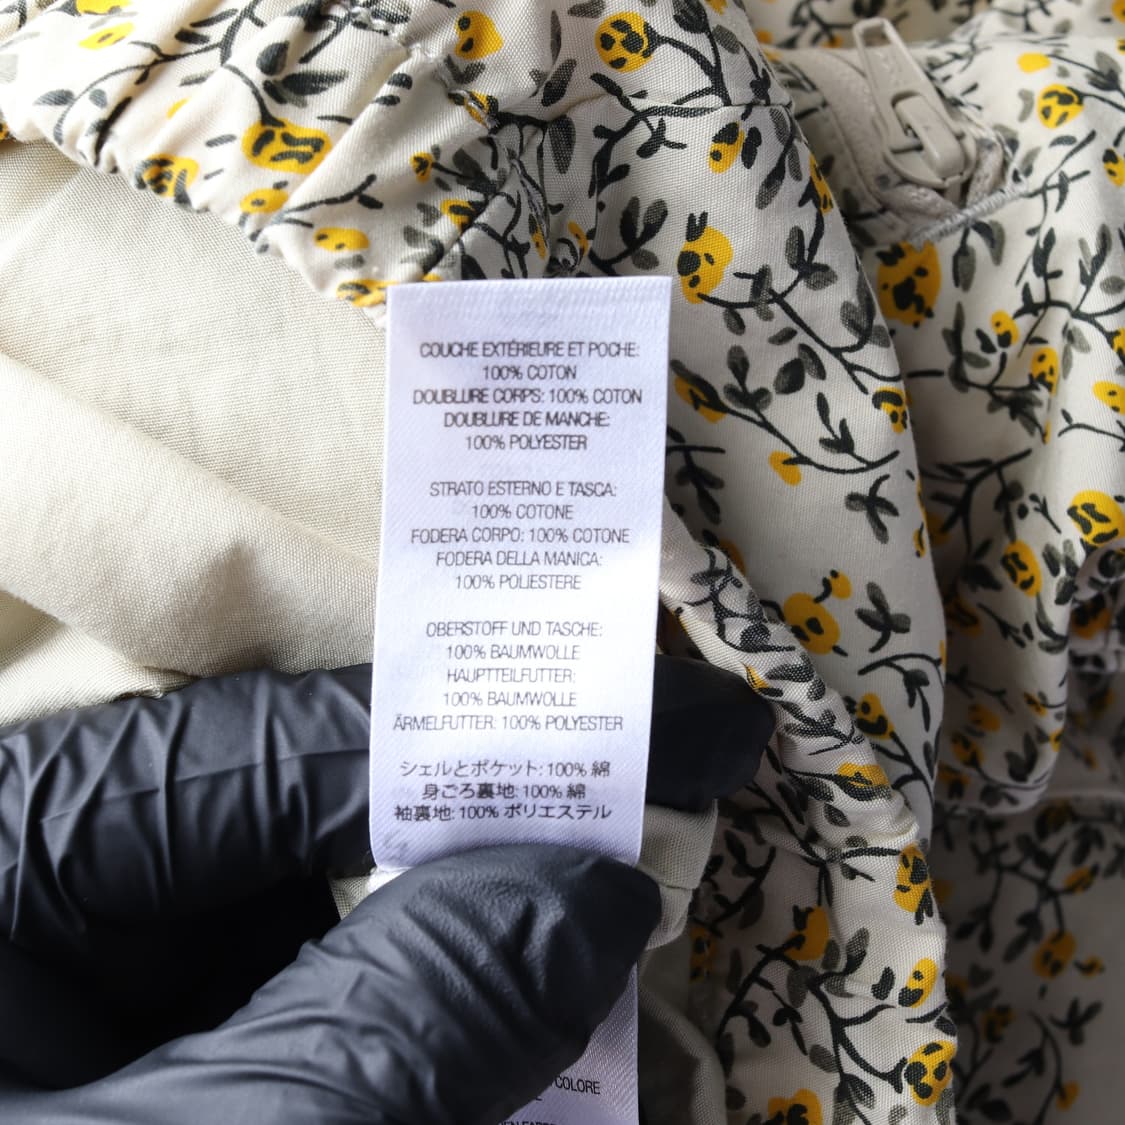 COUCHE EXTÉRIEURE ET POCHE:
100% COTON
DOUBLURE CORPS: 100% COTON
DOUBLURE DE MANCHE:
100% POLYESTER
STRATO ESTERNO E TASCA:
100% COTONE
FODERA CORPO: 100% COTONE
FODERA DELLA MANICA:
100% POLIESTERE
OBERSTOFF UND TASCHE:
100% BAUMWOLLE
HAUPTTEILFUTTER:
100% BAUMWOLLE
ÄRMELFUTTER: 100% POLYESTER
シェルとポケット: 100% 綿
身ごろ裏地: 100% 綿
袖裏地: 100% ポリエステル
COLORE